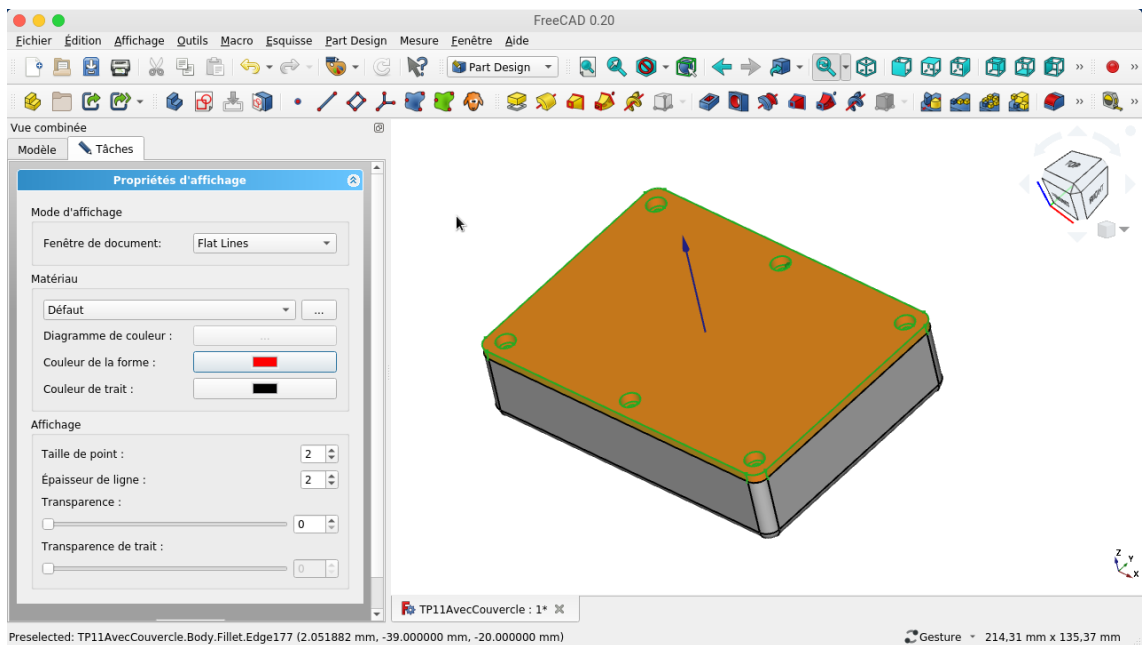 FreeCAD 0.20
Fichier Édition Affichage Outils Macro Esquisse Part Design Mesure Fenêtre Aide
Part Design
Vue combinée
Modèle Tâches
Propriétés d'affichage
Mode d'affichage
Fenêtre de document: Flat Lines
Matériau
Défaut ...
Diagramme de couleur : ...
Couleur de la forme :
Couleur de trait :
Affichage
Taille de point : 2
Épaisseur de ligne : 2
Transparence :
0
Transparence de trait :
0
TOP
RIGHT
Z
Y
X
TP11AvecCouvercle : 1*
Preselected: TP11AvecCouvercle.Body.Fillet.Edge177 (2.051882 mm, -39.000000 mm, -20.000000 mm) Gesture 214,31 mm x 135,37 mm